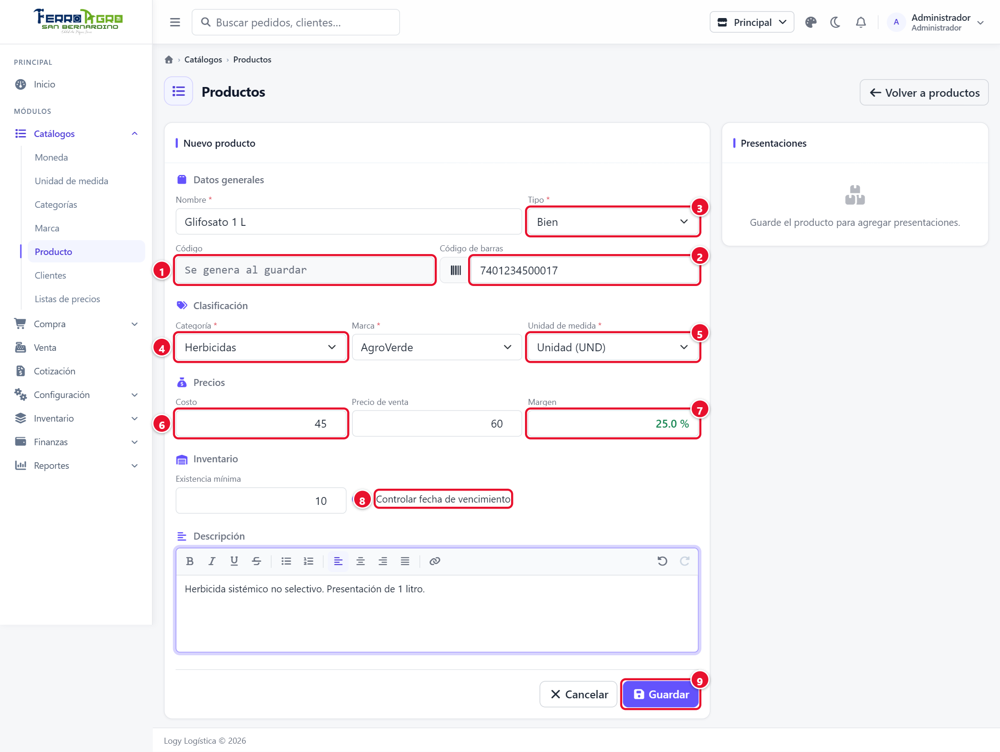 FERRO AGRO
SAN BERNARDINO
Buscar pedidos, clientes...
Principal
A
Administrador
Administrador
PRINCIPAL
Inicio
MÓDULOS
Catálogos
Moneda
Unidad de medida
Categorías
Marca
Producto
Clientes
Listas de precios
Compra
Venta
Cotización
Configuración
Inventario
Finanzas
Reportes
Catálogos › Productos
Productos
Volver a productos
Nuevo producto
Datos generales
Nombre *
Tipo *
3
Glifosato 1 L
Bien
Código
Código de barras
2
1
Se genera al guardar
7401234500017
Clasificación
Categoría *
Marca *
Unidad de medida *
5
4
Herbicidas
AgroVerde
Unidad (UND)
Precios
Costo
Precio de venta
Margen
7
6
45
60
25.0 %
Inventario
Existencia mínima
10
8
Controlar fecha de vencimiento
Descripción
Herbicida sistémico no selectivo. Presentación de 1 litro.
Cancelar
Guardar
9
Presentaciones
Guarde el producto para agregar presentaciones.
Logy Logística © 2026